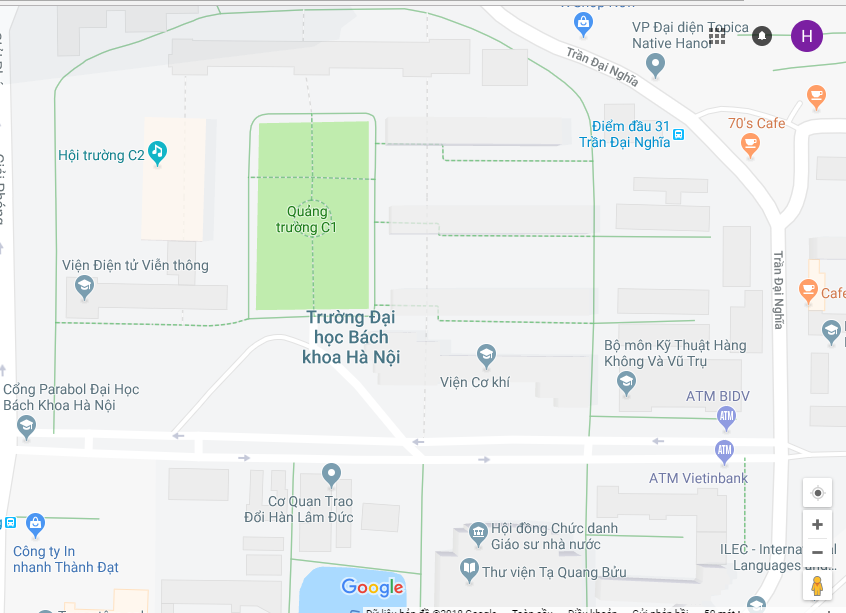 VP Đại diện Topica
Native Hanoi
H
Trần Đại Nghĩa
70's Cafe
Điểm đầu 31
Trần Đại Nghĩa
Hội trường C2
Giải Phóng
Quảng
trường C1
Viện Điện tử Viễn thông
Trần Đại Nghĩa
Cafe
Trường Đại
học Bách
khoa Hà Nội
Viện Cơ khí
Bộ môn Kỹ Thuật Hàng
Không Và Vũ Trụ
Cổng Parabol Đại Học
Bách Khoa Hà Nội
ATM BIDV
ATM
ATM
ATM Vietinbank
Cơ Quan Trao
Đổi Hàn Lâm Đức
Hội đồng Chức danh
Giáo sư nhà nước
Công ty In
nhanh Thành Đạt
Thư viện Tạ Quang Bửu
ILEC - International
Languages and...
Google